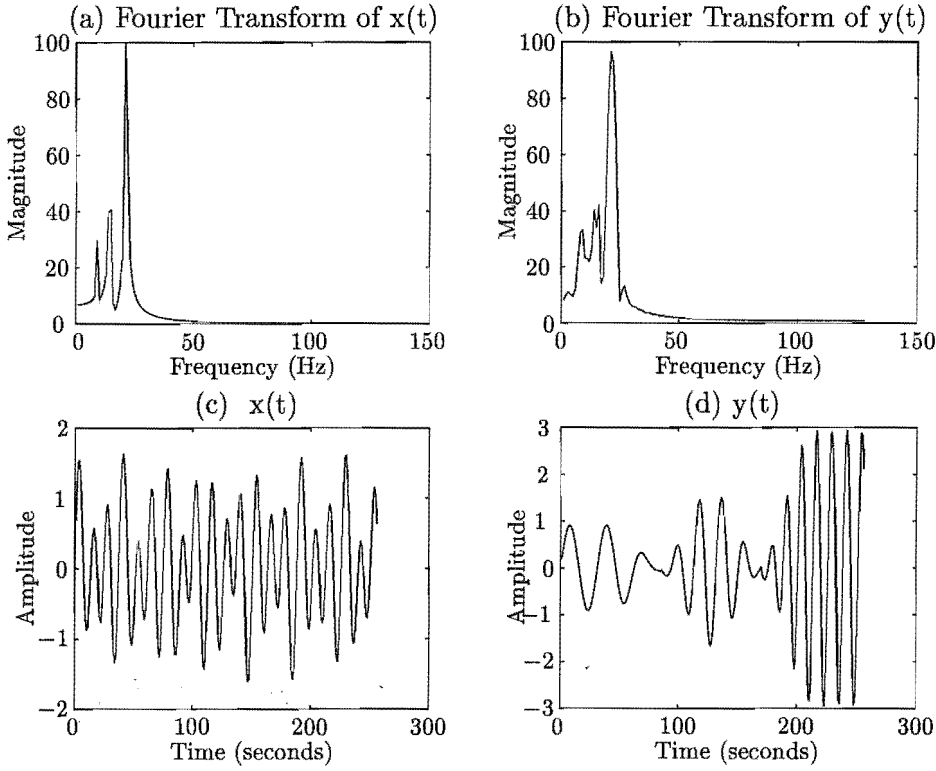 (a) Fourier Transform of x(t)
100
80
60
40
20
0
Magnitude
0 50 100 150
Frequency (Hz)
(b) Fourier Transform of y(t)
100
80
60
40
20
0
Magnitude
0 50 100 150
Frequency (Hz)
(c) x(t)
2
1
0
−1
−2
Amplitude
0 100 200 300
Time (seconds)
(d) y(t)
3
2
1
0
−1
−2
−3
Amplitude
0 100 200 300
Time (seconds)